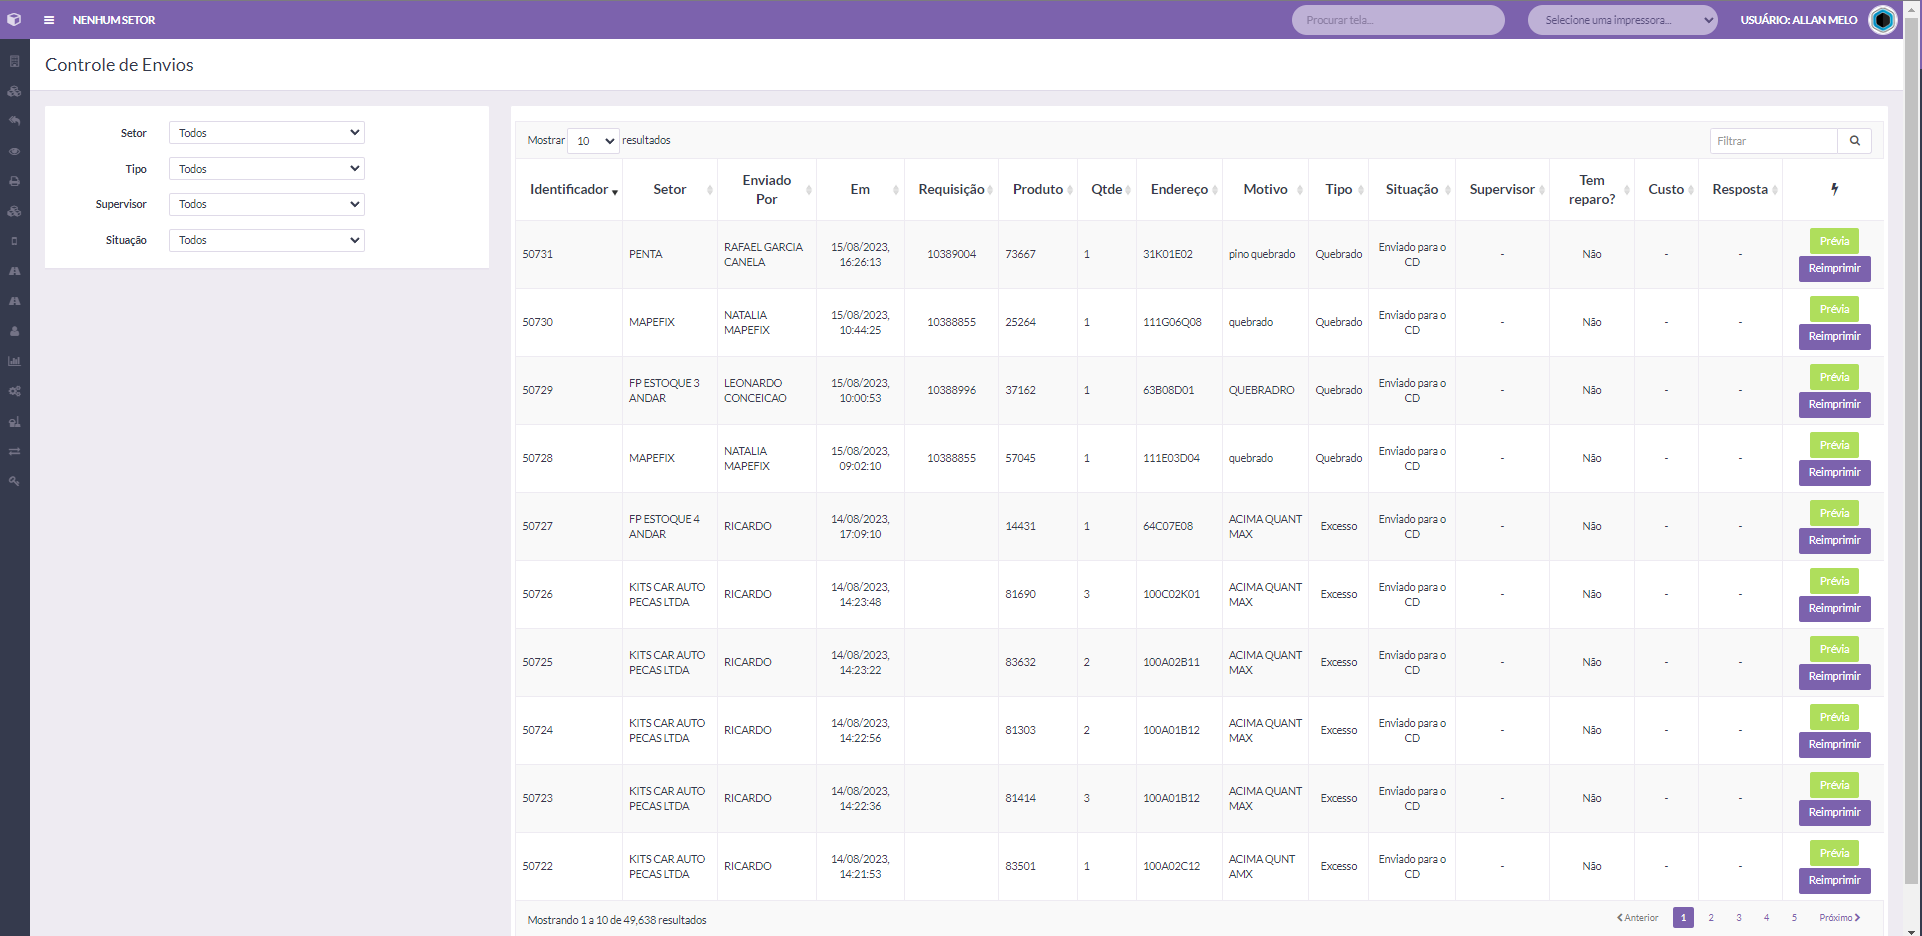 NENHUM SETOR
Procurar tela...
Selecione uma impressora...
USUÁRIO: ALLAN MELO
Controle de Envios
Setor Todos
Tipo Todos
Supervisor Todos
Situação Todos
Mostrar 10 resultados
Filtrar
Identificador Setor Enviado Por Em Requisição Produto Qtde Endereço Motivo Tipo Situação Supervisor Tem reparo? Custo Resposta
50731 PENTA RAFAEL GARCIA CANELA 15/08/2023, 16:26:13 10389004 73667 1 31K01E02 pino quebrado Quebrado Enviado para o CD - Não - - Prévia Reimprimir
50730 MAPEFIX NATALIA MAPEFIX 15/08/2023, 10:44:25 10388855 25264 1 111G06Q08 quebrado Quebrado Enviado para o CD - Não - - Prévia Reimprimir
50729 FP ESTOQUE 3 ANDAR LEONARDO CONCEICAO 15/08/2023, 10:00:53 10388996 37162 1 63B08D01 QUEBRADRO Quebrado Enviado para o CD - Não - - Prévia Reimprimir
50728 MAPEFIX NATALIA MAPEFIX 15/08/2023, 09:02:10 10388855 57045 1 111E03D04 quebrado Quebrado Enviado para o CD - Não - - Prévia Reimprimir
50727 FP ESTOQUE 4 ANDAR RICARDO 14/08/2023, 17:09:10 14431 1 64C07E08 ACIMA QUANT MAX Excesso Enviado para o CD - Não - - Prévia Reimprimir
50726 KITS CAR AUTO PECAS LTDA RICARDO 14/08/2023, 14:23:48 81690 3 100C02K01 ACIMA QUANT MAX Excesso Enviado para o CD - Não - - Prévia Reimprimir
50725 KITS CAR AUTO PECAS LTDA RICARDO 14/08/2023, 14:23:22 83632 2 100A02B11 ACIMA QUANT MAX Excesso Enviado para o CD - Não - - Prévia Reimprimir
50724 KITS CAR AUTO PECAS LTDA RICARDO 14/08/2023, 14:22:56 81303 2 100A01B12 ACIMA QUANT MAX Excesso Enviado para o CD - Não - - Prévia Reimprimir
50723 KITS CAR AUTO PECAS LTDA RICARDO 14/08/2023, 14:22:36 81414 3 100A01B12 ACIMA QUANT MAX Excesso Enviado para o CD - Não - - Prévia Reimprimir
50722 KITS CAR AUTO PECAS LTDA RICARDO 14/08/2023, 14:21:53 83501 1 100A02C12 ACIMA QUNT AMX Excesso Enviado para o CD - Não - - Prévia Reimprimir
Mostrando 1 a 10 de 49,638 resultados
Anterior 1 2 3 4 5 Próximo